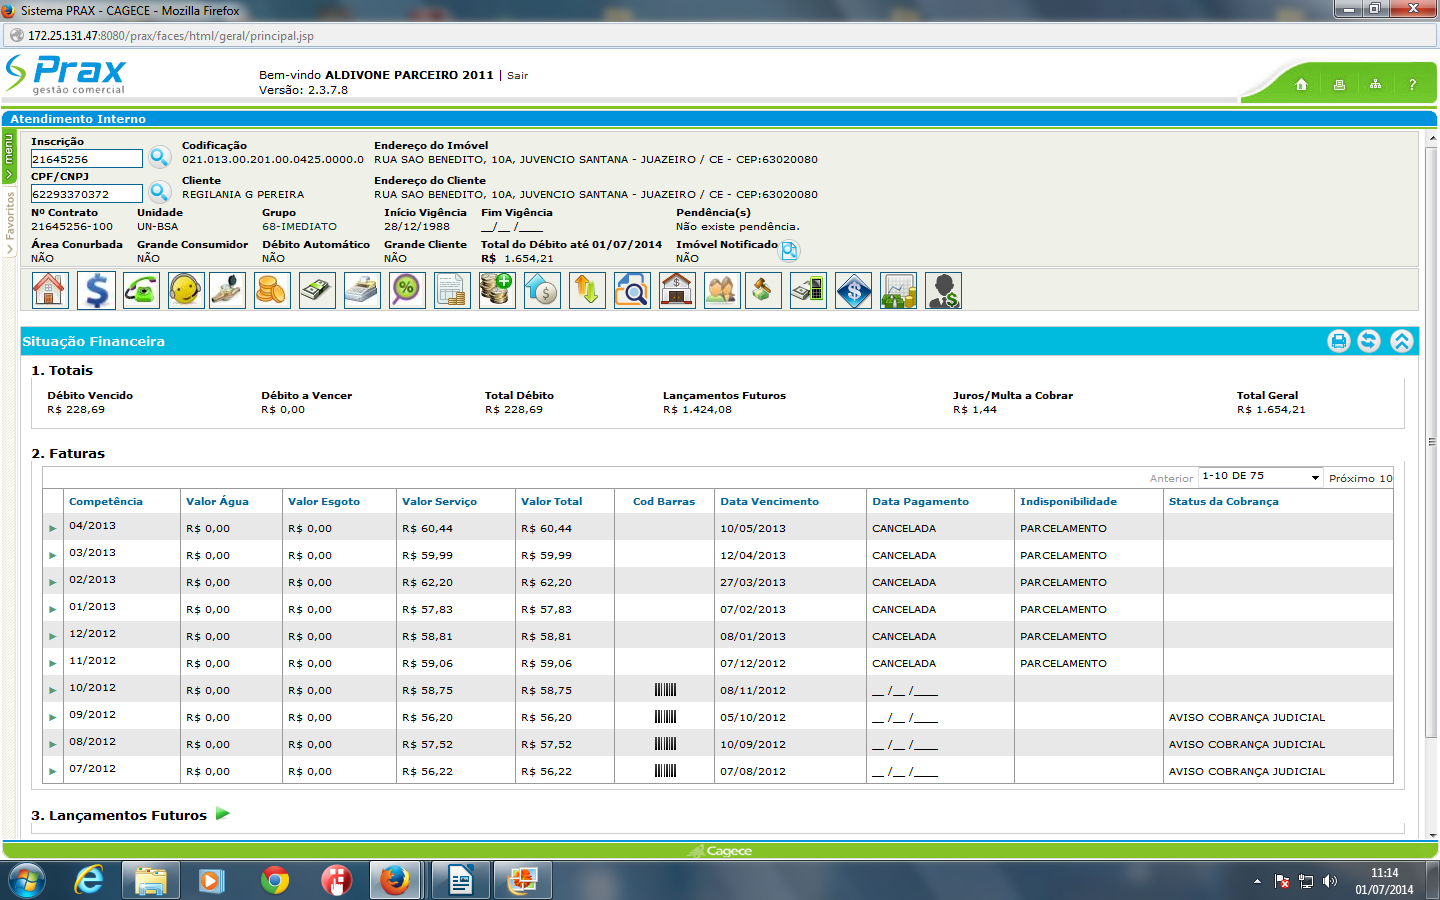 Sistema PRAX - CAGECE - Mozilla Firefox
172.25.131.47:8080/prax/faces/html/geral/principal.jsp
Prax
gestão comercial
Bem-vindo ALDIVONE PARCEIRO 2011 | Sair
Versão: 2.3.7.8
?
Atendimento Interno
menu
Favoritos
Inscrição Codificação Endereço do Imóvel
21645256 021.013.00.201.00.0425.0000.0 RUA SAO BENEDITO, 10A, JUVENCIO SANTANA - JUAZEIRO / CE - CEP:63020080
CPF/CNPJ Cliente Endereço do Cliente
62293370372 REGILANIA G PEREIRA RUA SAO BENEDITO, 10A, JUVENCIO SANTANA - JUAZEIRO / CE - CEP:63020080
Nº Contrato Unidade Grupo Início Vigência Fim Vigência Pendência(s)
21645256-100 UN-BSA 68-IMEDIATO 28/12/1988 __/__ /____ Não existe pendência.
Área Conurbada Grande Consumidor Débito Automático Grande Cliente Total do Débito até 01/07/2014 Imóvel Notificado
NÃO NÃO NÃO NÃO R$ 1.654,21 NÃO
Situação Financeira
1. Totais
Débito Vencido Débito a Vencer Total Débito Lançamentos Futuros Juros/Multa a Cobrar Total Geral
R$ 228,69 R$ 0,00 R$ 228,69 R$ 1.424,08 R$ 1,44 R$ 1.654,21
2. Faturas
Anterior 1-10 DE 75 Próximo 10
Competência Valor Água Valor Esgoto Valor Serviço Valor Total Cod Barras Data Vencimento Data Pagamento Indisponibilidade Status da Cobrança
04/2013 R$ 0,00 R$ 0,00 R$ 60,44 R$ 60,44 10/05/2013 CANCELADA PARCELAMENTO
03/2013 R$ 0,00 R$ 0,00 R$ 59,99 R$ 59,99 12/04/2013 CANCELADA PARCELAMENTO
02/2013 R$ 0,00 R$ 0,00 R$ 62,20 R$ 62,20 27/03/2013 CANCELADA PARCELAMENTO
01/2013 R$ 0,00 R$ 0,00 R$ 57,83 R$ 57,83 07/02/2013 CANCELADA PARCELAMENTO
12/2012 R$ 0,00 R$ 0,00 R$ 58,81 R$ 58,81 08/01/2013 CANCELADA PARCELAMENTO
11/2012 R$ 0,00 R$ 0,00 R$ 59,06 R$ 59,06 07/12/2012 CANCELADA PARCELAMENTO
10/2012 R$ 0,00 R$ 0,00 R$ 58,75 R$ 58,75 08/11/2012 __ /__ /____
09/2012 R$ 0,00 R$ 0,00 R$ 56,20 R$ 56,20 05/10/2012 __ /__ /____ AVISO COBRANÇA JUDICIAL
08/2012 R$ 0,00 R$ 0,00 R$ 57,52 R$ 57,52 10/09/2012 __ /__ /____ AVISO COBRANÇA JUDICIAL
07/2012 R$ 0,00 R$ 0,00 R$ 56,22 R$ 56,22 07/08/2012 __ /__ /____ AVISO COBRANÇA JUDICIAL
3. Lançamentos Futuros
Cagece
11:14
01/07/2014